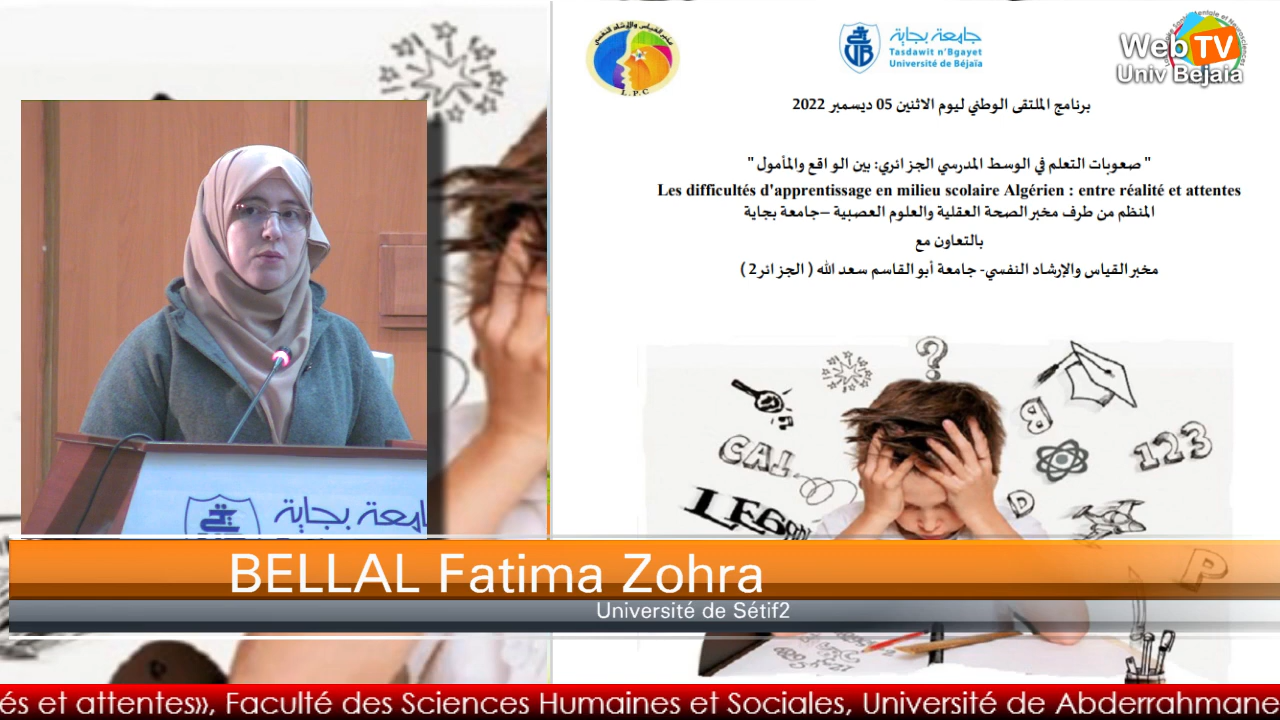 جامعة بجاية
Tasdawit n'Bgayet
Université de Béjaïa
L.P.C
Web TV
Univ Bejaia
برنامج الملتقى الوطني ليوم الاثنين 05 ديسمبر 2022
" صعوبات التعلم في الوسط المدرسي الجزائري: بين الواقع والمأمول "
Les difficultés d'apprentissage en milieu scolaire Algérien : entre réalité et attentes
المنظم من طرف مخبر الصحة العقلية والعلوم العصبية –جامعة بجاية
بالتعاون مع
مخبر القياس والإرشاد النفسي- جامعة أبو القاسم سعد الله ( الجزائر2 )
?
B
CAT
123
LEARN
D
P
جامعة بجاية
BELLAL Fatima Zohra
Université de Sétif2
és et attentes», Faculté des Sciences Humaines et Sociales, Université de Abderrahmane